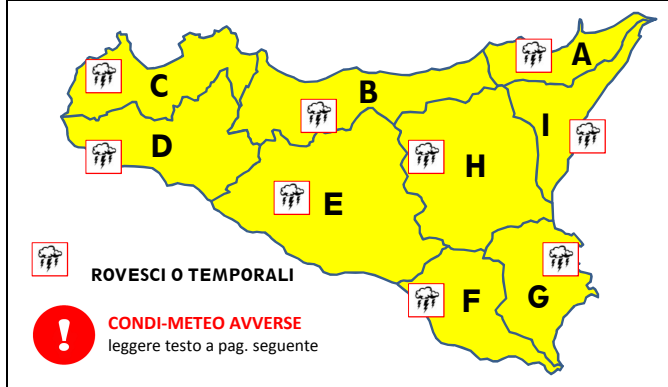 A
B
C
I
D
H
E
ROVESCI O TEMPORALI
F
G
!
CONDI-METEO AVVERSE
leggere testo a pag. seguente